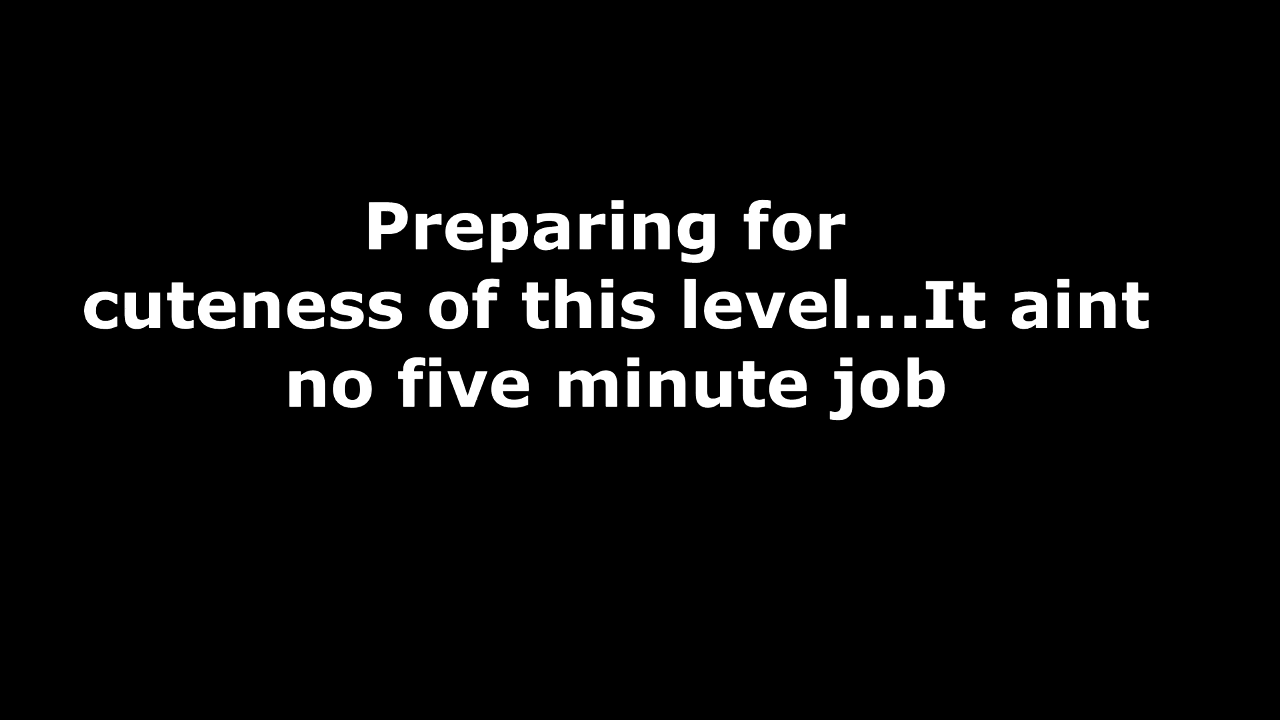 Preparing for
cuteness of this level...It aint
no five minute job